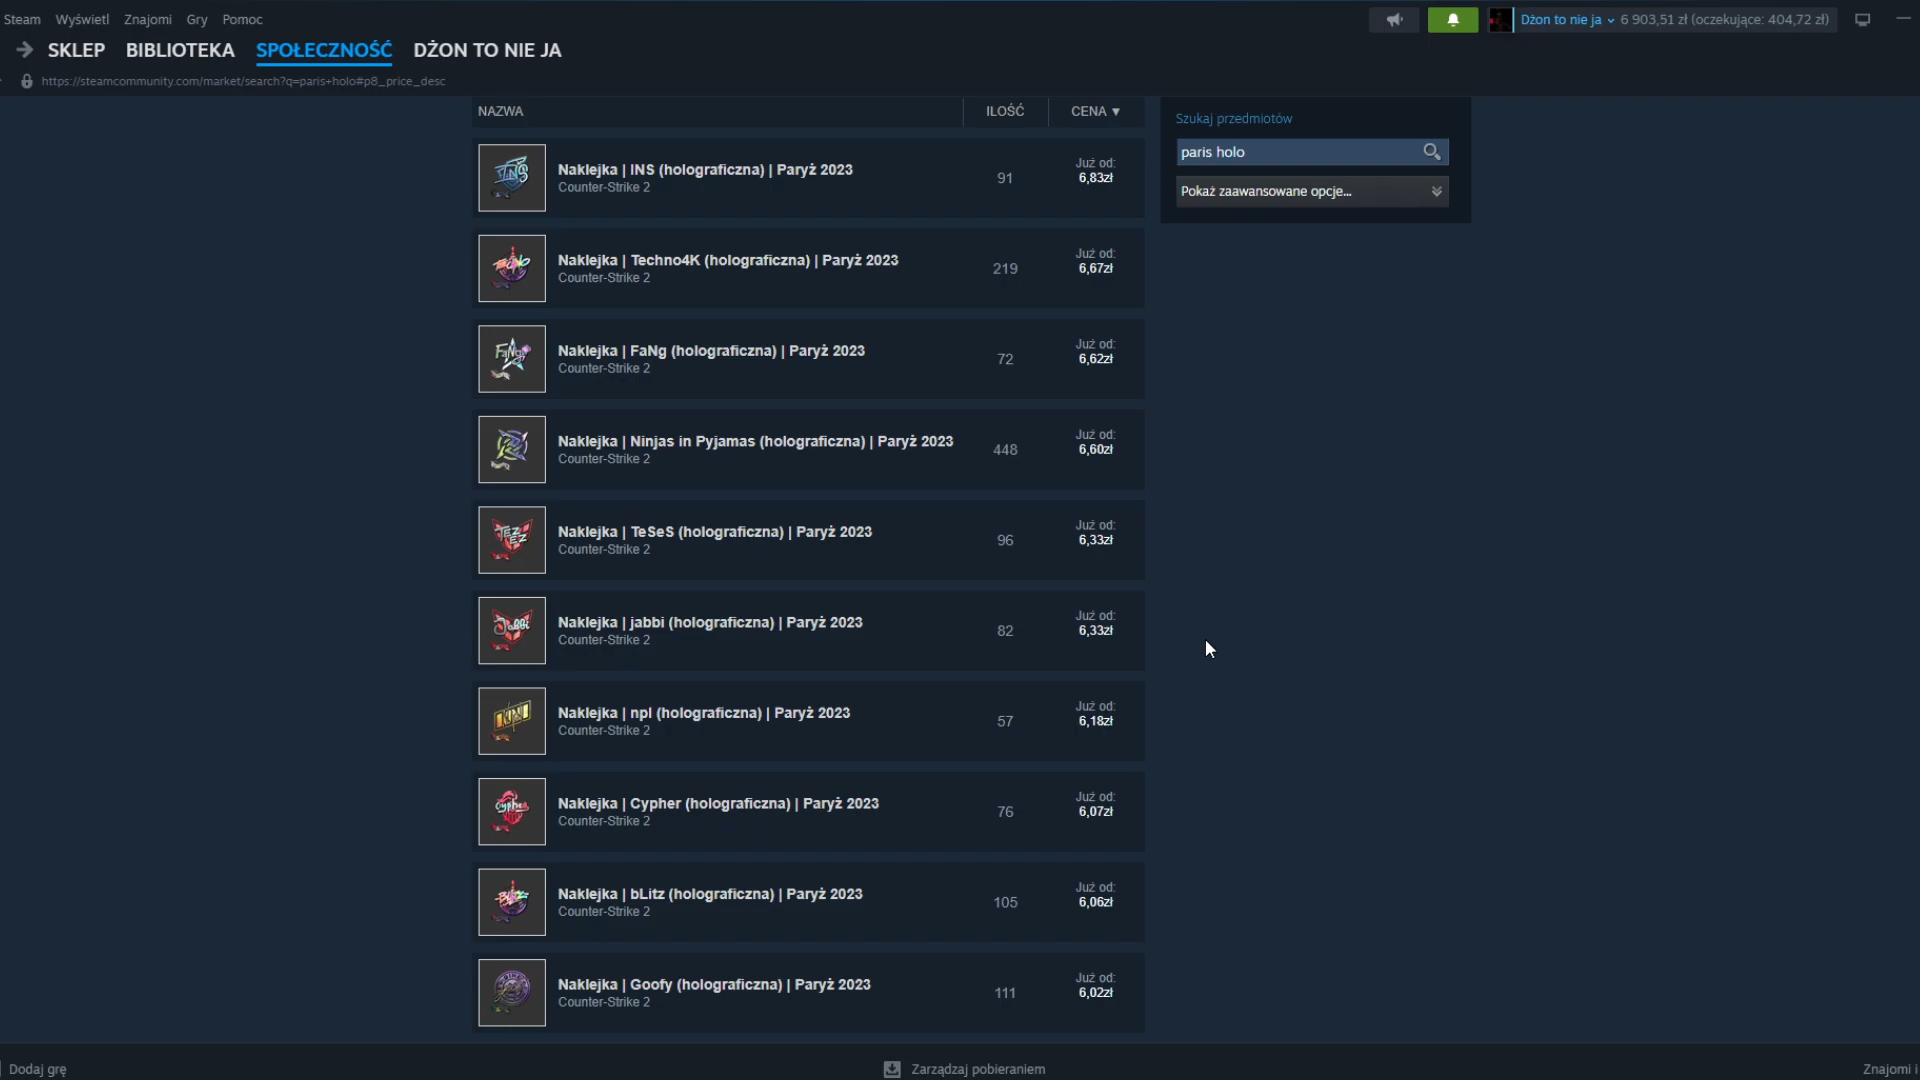 Steam Wyświetl Znajomi Gry Pomoc
Dżon to nie ja 6 903,51 zł (oczekujące: 404,72 zł)
SKLEP BIBLIOTEKA SPOŁECZNOŚĆ DŻON TO NIE JA
https://steamcommunity.com/market/search?q=paris+holo#p8_price_desc
NAZWA ILOŚĆ CENA ▼
Szukaj przedmiotów
paris holo
Pokaż zaawansowane opcje...
Naklejka | INS (holograficzna) | Paryż 2023
Counter-Strike 2
91
Już od:
6,83zł
Naklejka | Techno4K (holograficzna) | Paryż 2023
Counter-Strike 2
219
Już od:
6,67zł
Naklejka | FaNg (holograficzna) | Paryż 2023
Counter-Strike 2
72
Już od:
6,62zł
Naklejka | Ninjas in Pyjamas (holograficzna) | Paryż 2023
Counter-Strike 2
448
Już od:
6,60zł
Naklejka | TeSeS (holograficzna) | Paryż 2023
Counter-Strike 2
96
Już od:
6,33zł
Naklejka | jabbi (holograficzna) | Paryż 2023
Counter-Strike 2
82
Już od:
6,33zł
Naklejka | npl (holograficzna) | Paryż 2023
Counter-Strike 2
57
Już od:
6,18zł
Naklejka | Cypher (holograficzna) | Paryż 2023
Counter-Strike 2
76
Już od:
6,07zł
Naklejka | bLitz (holograficzna) | Paryż 2023
Counter-Strike 2
105
Już od:
6,06zł
Naklejka | Goofy (holograficzna) | Paryż 2023
Counter-Strike 2
111
Już od:
6,02zł
Dodaj grę
Zarządzaj pobieraniem
Znajomi i